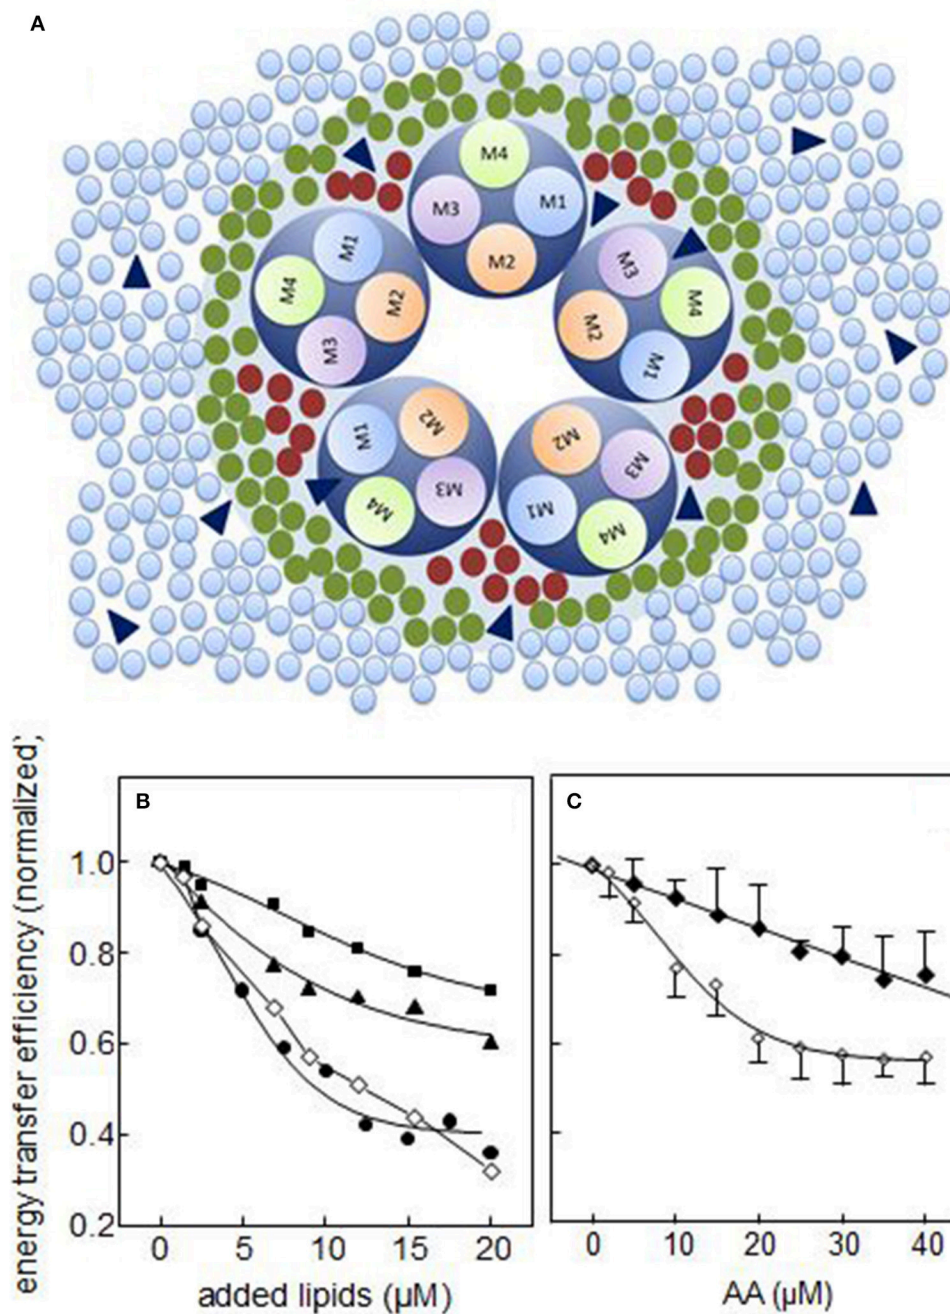 A
M4
M3
M1
M2
M1
M4
M2
M3
M3
M4
M2
M1
M1
M2
M3
M4
M2
M3
M1
M4
energy transfer efficiency (normalized)
B
1.0
0.8
0.6
0.4
0.2
0 5 10 15 20
added lipids (µM)
C
0 10 20 30 40
AA (µM)